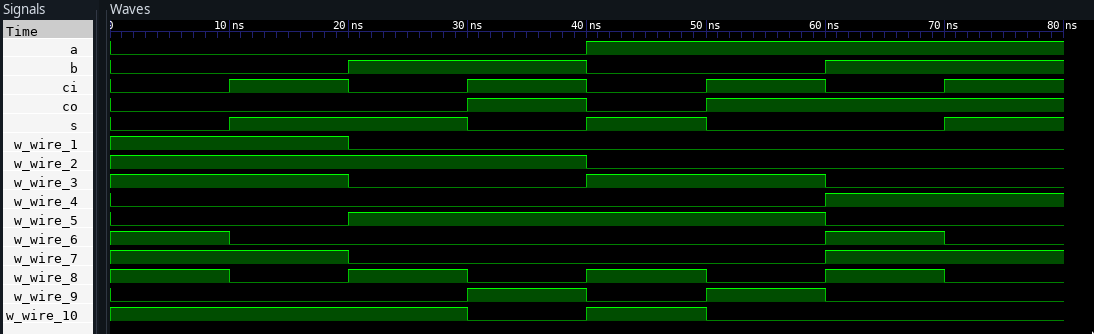 Signals Waves
Time 0 10 ns 20 ns 30 ns 40 ns 50 ns 60 ns 70 ns 80 ns
a
b
ci
co
s
w_wire_1
w_wire_2
w_wire_3
w_wire_4
w_wire_5
w_wire_6
w_wire_7
w_wire_8
w_wire_9
w_wire_10